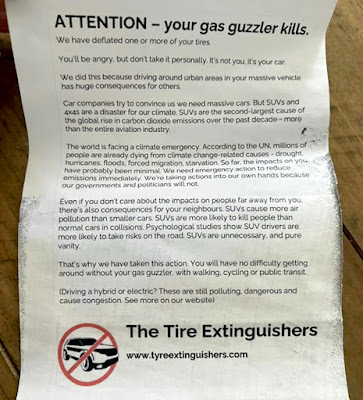 ATTENTION – your gas guzzler kills.
We have deflated one or more of your tires.
You'll be angry, but don't take it personally. It's not you, it's your car.
We did this because driving around urban areas in your massive vehicle
has huge consequences for others.
Car companies try to convince us we need massive cars. But SUVs and
4x4s are a disaster for our climate. SUVs are the second-largest cause of
the global rise in carbon dioxide emissions over the past decade – more
than the entire aviation industry.
The world is facing a climate emergency. According to the UN, millions of
people are already dying from climate change-related causes - drought,
hurricanes, floods, forced migration, starvation. So far, the impacts on you
have probably been minimal. We need emergency action to reduce
emissions immediately. We're taking actions into our own hands because
our governments and politicians will not.
Even if you don't care about the impacts on people far away from you,
there's also consequences for your neighbours. SUVs cause more air
pollution than smaller cars. SUVs are more likely to kill people than
normal cars in collisions. Psychological studies show SUV drivers are
more likely to take risks on the road. SUVs are unnecessary, and pure
vanity.
That's why we have taken this action. You will have no difficulty getting
around without your gas guzzler, with walking, cycling or public transit.
(Driving a hybrid or electric? These are still polluting, dangerous and
cause congestion. See more on our website)
The Tire Extinguishers
www.tyreextinguishers.com